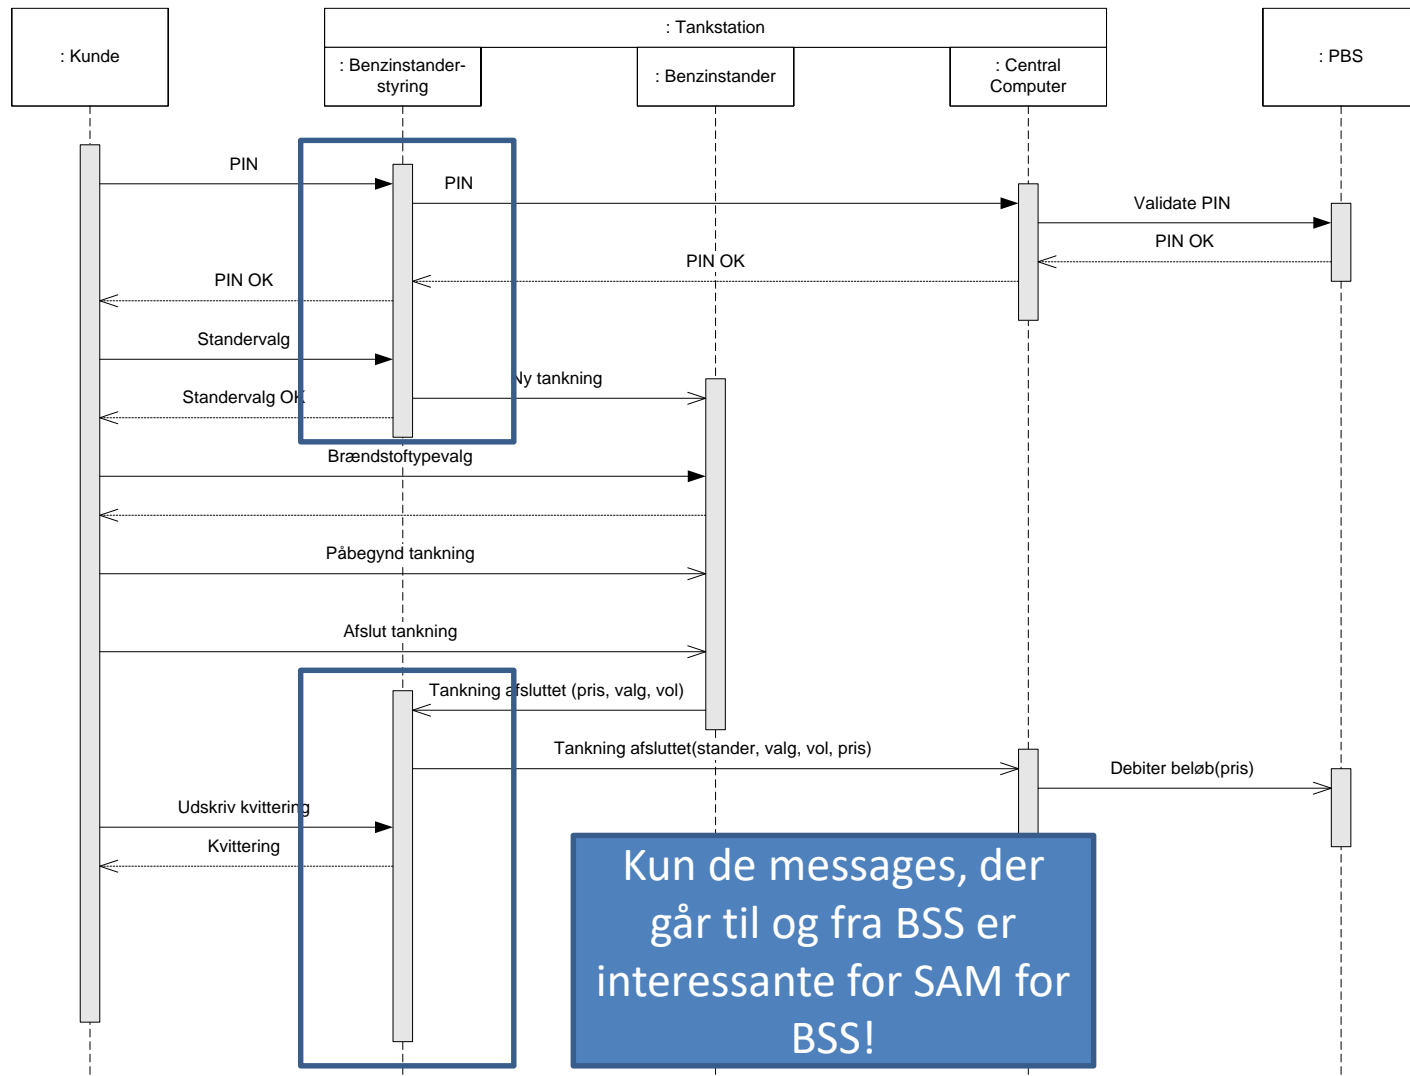 : Tankstation
: Kunde
: Benzinstander-
styring
: Benzinstander
: Central
Computer
: PBS
PIN
PIN
Validate PIN
PIN OK
PIN OK
PIN OK
Standervalg
Ny tankning
Standervalg OK
Brændstoftypevalg
Påbegynd tankning
Afslut tankning
Tankning afsluttet (pris, valg, vol)
Tankning afsluttet(stander, valg, vol, pris)
Debiter beløb(pris)
Udskriv kvittering
Kvittering
Kun de messages, der
går til og fra BSS er
interessante for SAM for
BSS!